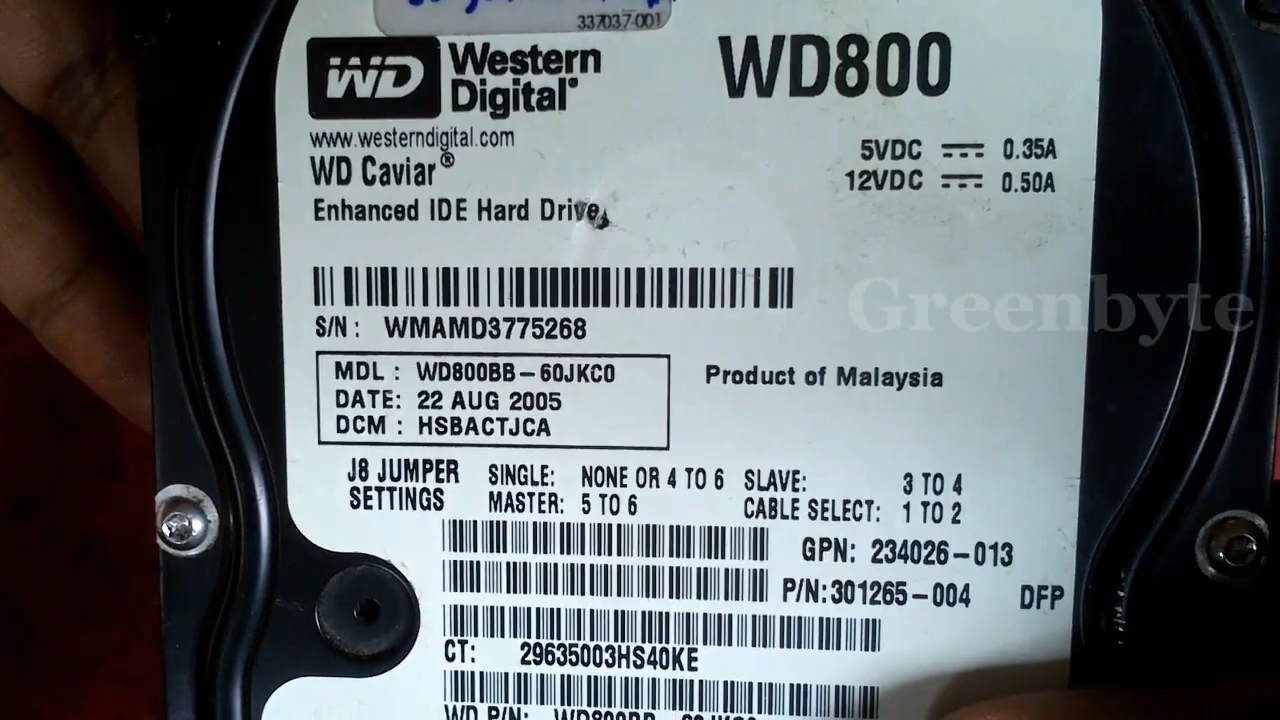 337037-001
WD Western Digital
WD800
www.westerndigital.com
WD Caviar®
Enhanced IDE Hard Drive
5VDC 0.35A
12VDC 0.50A
Greenbyte
S/N: WMAMD3775268
MDL: WD800BB-60JKC0
DATE: 22 AUG 2005
DCM: HSBACTJCA
Product of Malaysia
J8 JUMPER SETTINGS
SINGLE: NONE OR 4 TO 6
MASTER: 5 TO 6
SLAVE: 3 TO 4
CABLE SELECT: 1 TO 2
GPN: 234026-013
P/N:301265-004 DFP
CT: 29635003HS40KE
WD P/N: